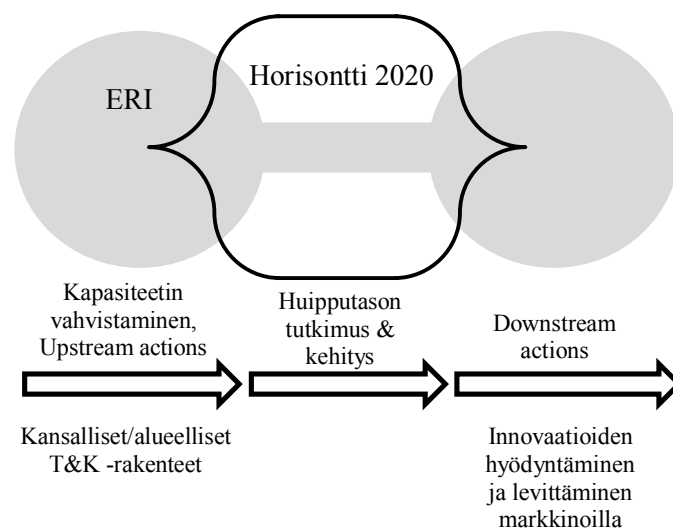 ERI
Horisontti 2020
Kapasiteetin
vahvistaminen,
Upstream actions
Huipputason
tutkimus &
kehitys
Downstream
actions
Kansalliset/alueelliset
T&K -rakenteet
Innovaatioiden
hyödyntäminen
ja levittäminen
markkinoilla